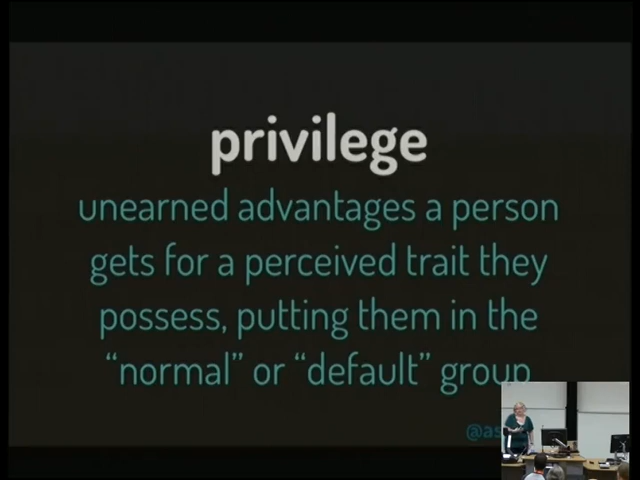 privilege
unearned advantages a person
gets for a perceived trait they
possess, putting them in the
“normal” or “default” group